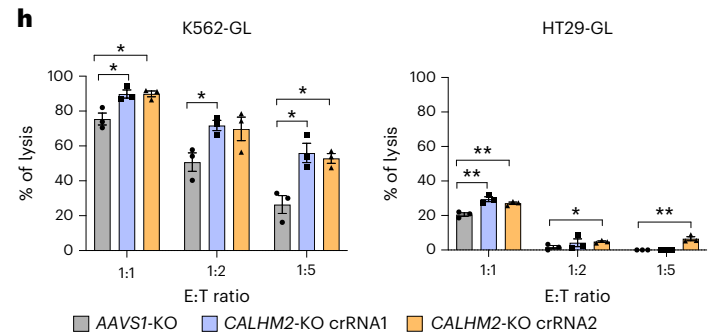 h
K562-GL
HT29-GL
% of lysis
100
80
60
40
20
0
*
*
*
*
*
1:1
1:2
1:5
E:T ratio
% of lysis
100
80
60
40
20
0
**
**
*
**
1:1
1:2
1:5
E:T ratio
AAVS1-KO
CALHM2-KO crRNA1
CALHM2-KO crRNA2